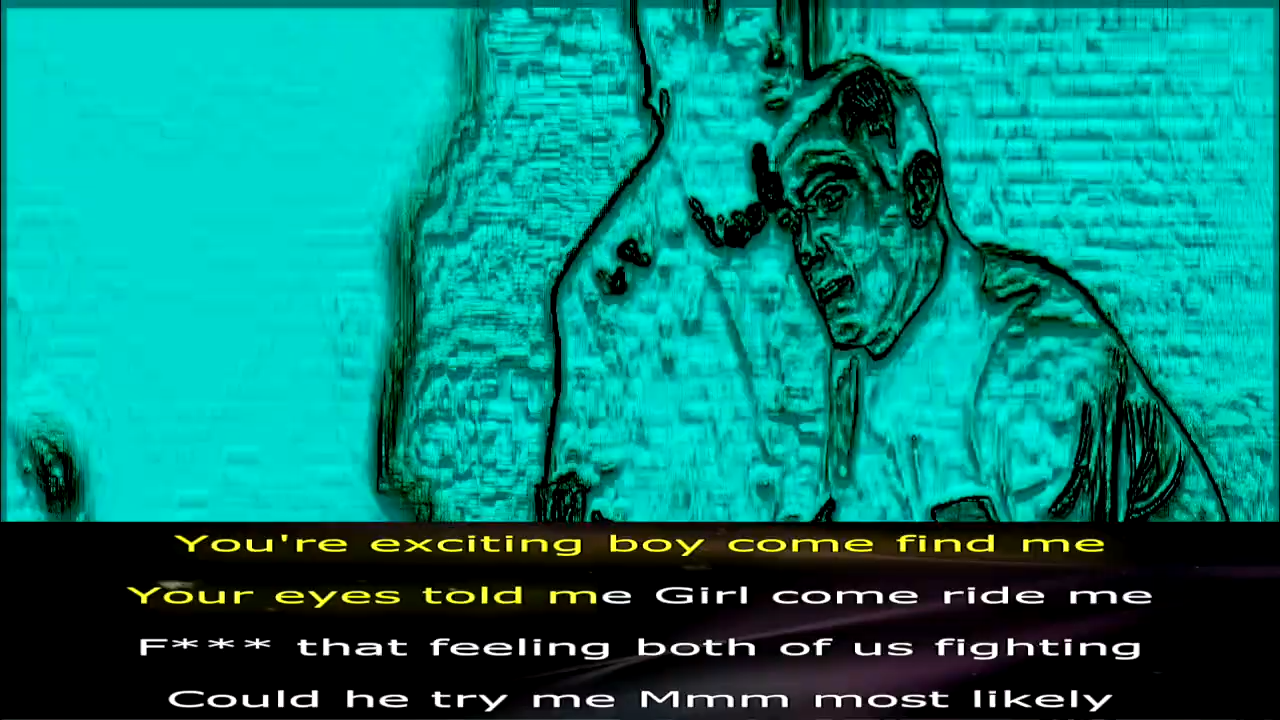 You're exciting boy come find me
Your eyes told me Girl come ride me
F*** that feeling both of us fighting
Could he try me Mmm most likely